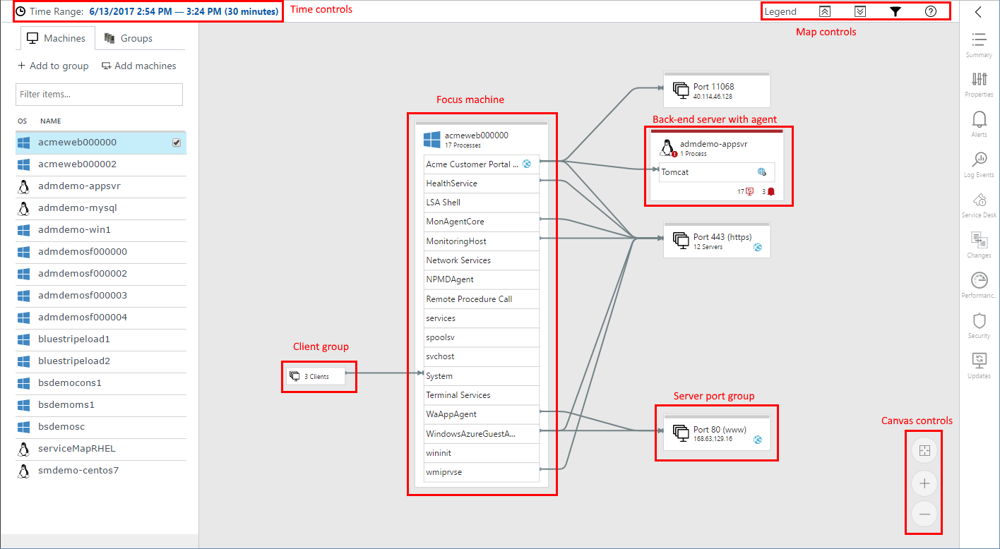 Time Range: 6/13/2017 2:54 PM — 3:24 PM (30 minutes)
Time controls
Legend
Map controls
Machines
Groups
+ Add to group
Add machines
Filter items...
OS NAME
acmeweb000000
acmeweb000002
admdemo-appsvr
admdemo-mysql
admdemo-win1
admdemosf000000
admdemosf000002
admdemosf000003
admdemosf000004
bluestripeload1
bluestripeload2
bsdemocons1
bsdemoms1
bsdemosc
serviceMapRHEL
smdemo-centos7
Client group
3 Clients
Focus machine
acmeweb000000
17 Processes
Acme Customer Portal ...
HealthService
LSA Shell
MonAgentCore
MonitoringHost
Network Services
NPMDAgent
Remote Procedure Call
services
spoolsv
svchost
System
Terminal Services
WaAppAgent
WindowsAzureGuestA...
wininit
wmiprvse
Port 11068
40.114.46.128
Back-end server with agent
admdemo-appsvr
1 Process
Tomcat
17 3
Port 443 (https)
12 Servers
Server port group
Port 80 (www)
168.63.129.16
Canvas controls
Summary
Properties
Alerts
Log Events
Service Desk
Changes
Performanc...
Security
Updates